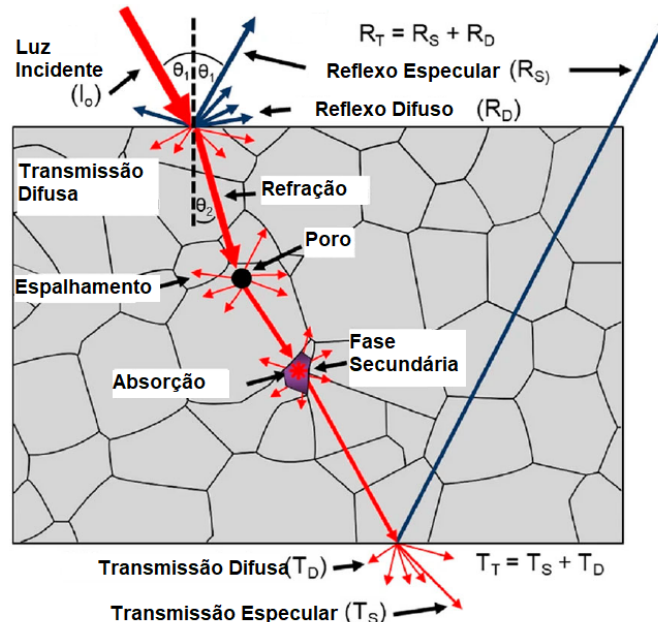 Luz
Incidente
(I₀)
θ₁
θ₁
R_T = R_S + R_D
Reflexo Especular (R_S)
Reflexo Difuso (R_D)
Transmissão
Difusa
Refração
θ₂
Poro
Espalhamento
Fase
Secundária
Absorção
Transmissão Difusa (T_D)
T_T = T_S + T_D
Transmissão Especular (T_S)